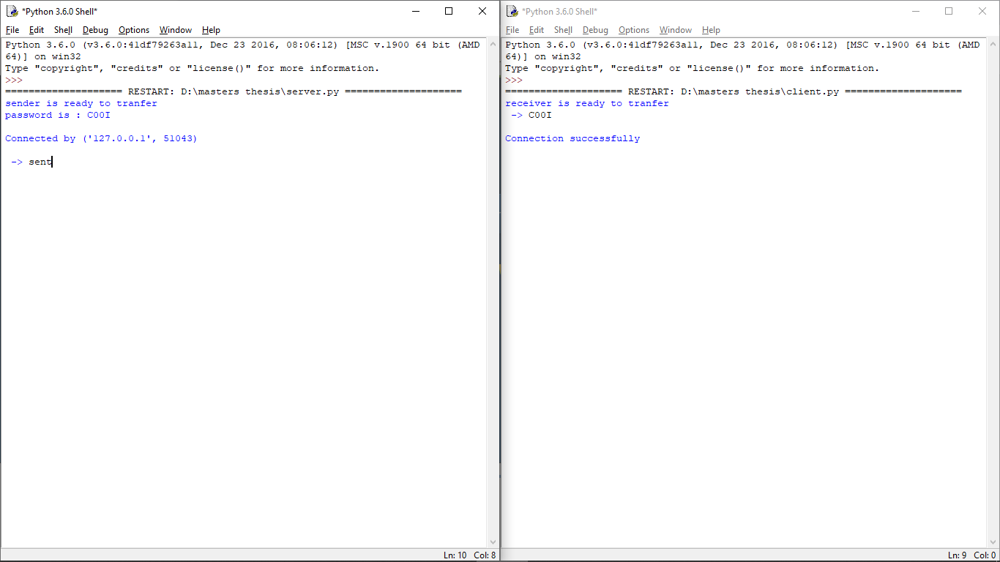 *Python 3.6.0 Shell*
File Edit Shell Debug Options Window Help
Python 3.6.0 (v3.6.0:41df79263a11, Dec 23 2016, 08:06:12) [MSC v.1900 64 bit (AMD
64)] on win32
Type "copyright", "credits" or "license()" for more information.
>>>
==================== RESTART: D:\masters thesis\server.py ====================
sender is ready to tranfer
password is : C00I
Connected by ('127.0.0.1', 51043)
-> sent
Ln: 10 Col: 8
*Python 3.6.0 Shell*
File Edit Shell Debug Options Window Help
Python 3.6.0 (v3.6.0:41df79263a11, Dec 23 2016, 08:06:12) [MSC v.1900 64 bit (AMD
64)] on win32
Type "copyright", "credits" or "license()" for more information.
>>>
==================== RESTART: D:\masters thesis\client.py ====================
receiver is ready to tranfer
-> C00I
Connection successfully
Ln: 9 Col: 0